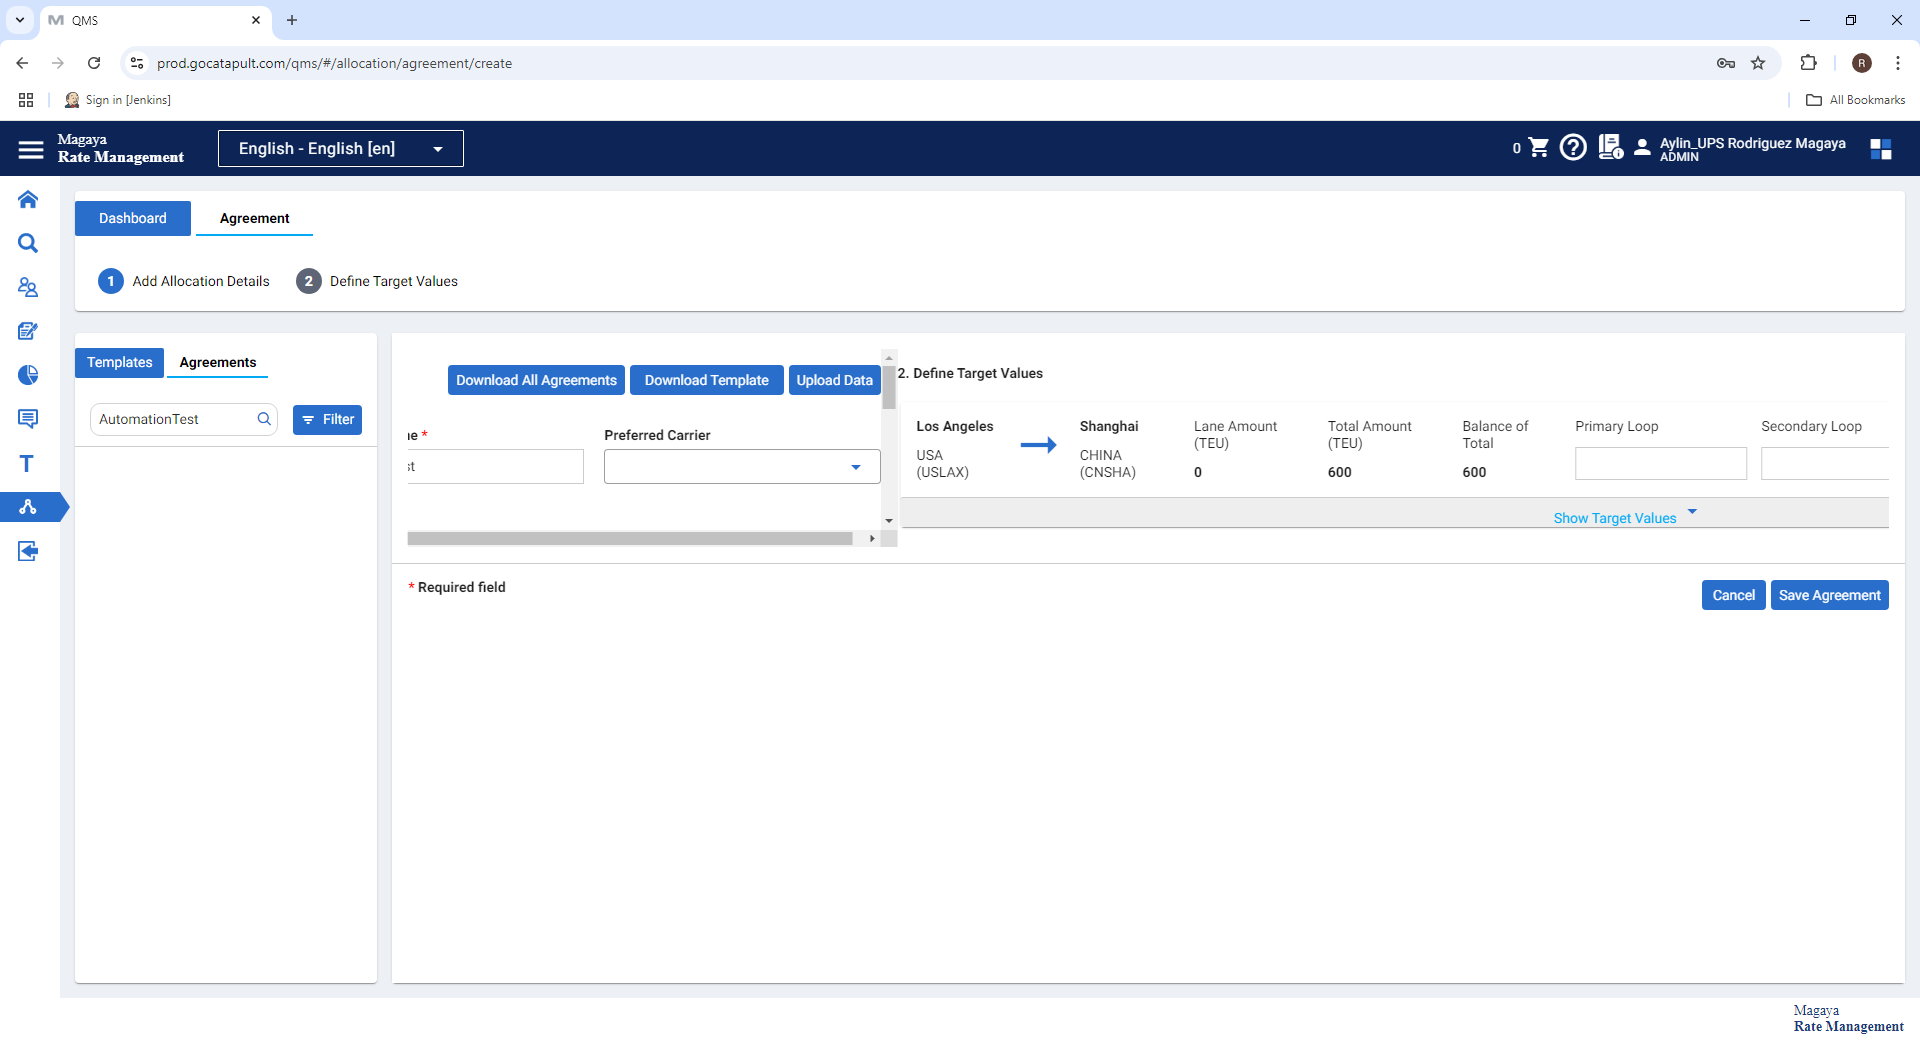 QMS
prod.gocatapult.com/qms/#/allocation/agreement/create
R
Sign in [Jenkins]
All Bookmarks
Magaya
Rate Management
English - English [en]
0
Aylin_UPS Rodriguez Magaya
ADMIN
Dashboard
Agreement
1 Add Allocation Details
2 Define Target Values
Templates
Agreements
AutomationTest
Filter
T
Download All Agreements
Download Template
Upload Data
*
Preferred Carrier
2. Define Target Values
Los Angeles
USA
(USLAX)
Shanghai
CHINA
(CNSHA)
Lane Amount
(TEU)
0
Total Amount
(TEU)
600
Balance of
Total
600
Primary Loop
Secondary Loop
Show Target Values
* Required field
Cancel
Save Agreement
Magaya
Rate Management